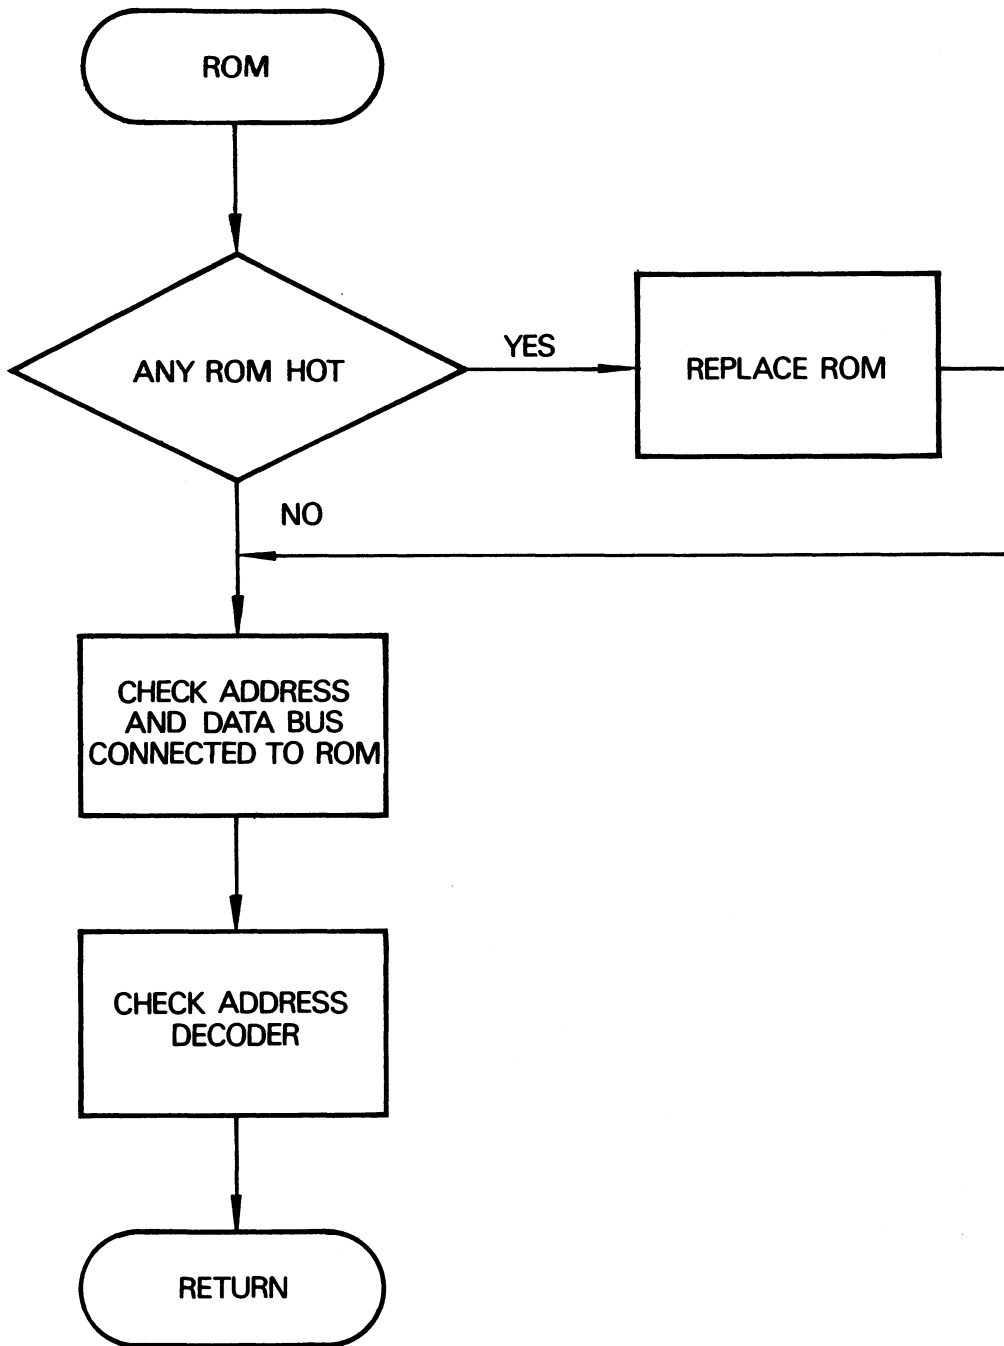 ROM
ANY ROM HOT
YES
REPLACE ROM
NO
CHECK ADDRESS
AND DATA BUS
CONNECTED TO ROM
CHECK ADDRESS
DECODER
RETURN